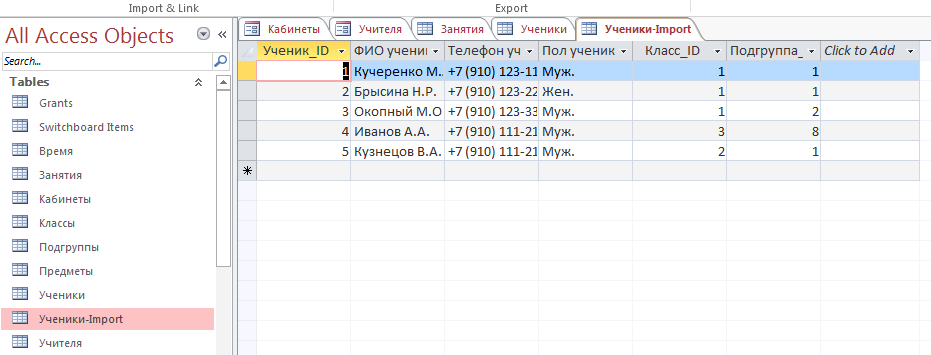 Import & Link Export
All Access Objects
Search...
Tables
Grants
Switchboard Items
Время
Занятия
Кабинеты
Классы
Подгруппы
Предметы
Ученики
Ученики-Import
Учителя
Кабинеты Учителя Занятия Ученики Ученики-Import
Ученик_ID ФИО учени Телефон уч Пол ученик Класс_ID Подгруппа_ Click to Add
1 Кучеренко М.. +7 (910) 123-11 Муж. 1 1
2 Брысина Н.Р. +7 (910) 123-22 Жен. 1 1
3 Окопный М.О +7 (910) 123-33 Муж. 1 2
4 Иванов А.А. +7 (910) 111-21 Муж. 3 8
5 Кузнецов В.А. +7 (910) 111-21 Муж. 2 1